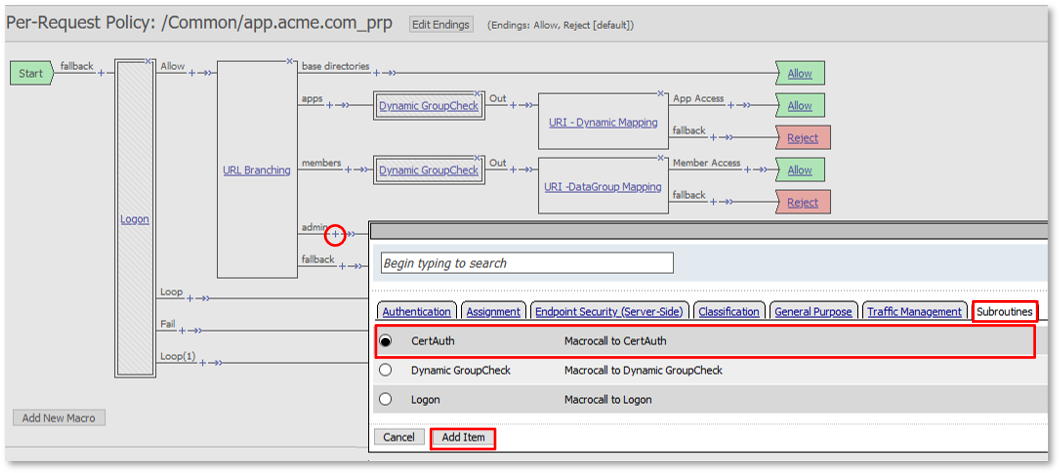 Per-Request Policy: /Common/app.acme.com_prp Edit Endings (Endings: Allow, Reject [default])
Start fallback + Allow + base directories + Allow
apps + Dynamic GroupCheck Out + URI - Dynamic Mapping App Access + Allow
fallback + Reject
URL Branching members + Dynamic GroupCheck Out + URI -DataGroup Mapping Member Access + Allow
fallback + Reject
Logon
admin +
fallback +
Loop +
Fail +
Loop(1) +
Add New Macro
Begin typing to search
Authentication Assignment Endpoint Security (Server-Side) Classification General Purpose Traffic Management Subroutines
CertAuth Macrocall to CertAuth
Dynamic GroupCheck Macrocall to Dynamic GroupCheck
Logon Macrocall to Logon
Cancel Add Item